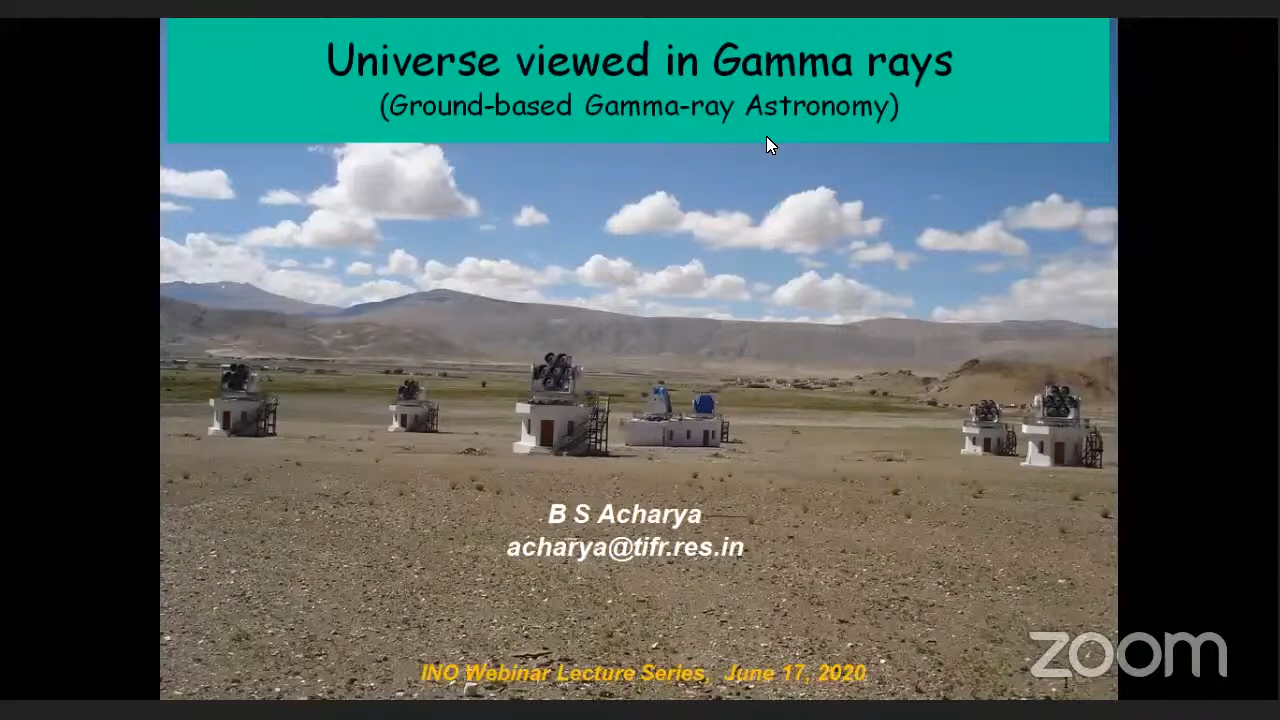 Universe viewed in Gamma rays
(Ground-based Gamma-ray Astronomy)
B S Acharya
acharya@tifr.res.in
INO Webinar Lecture Series, June 17, 2020
zoom